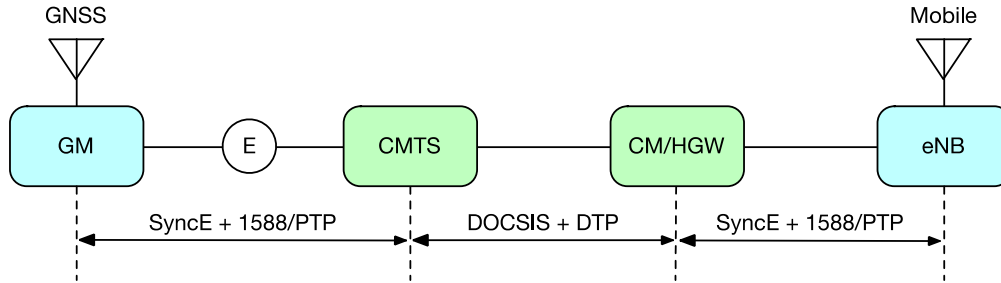 GNSS
Mobile
GM
E
CMTS
CM/HGW
eNB
SyncE + 1588/PTP
DOCSIS + DTP
SyncE + 1588/PTP